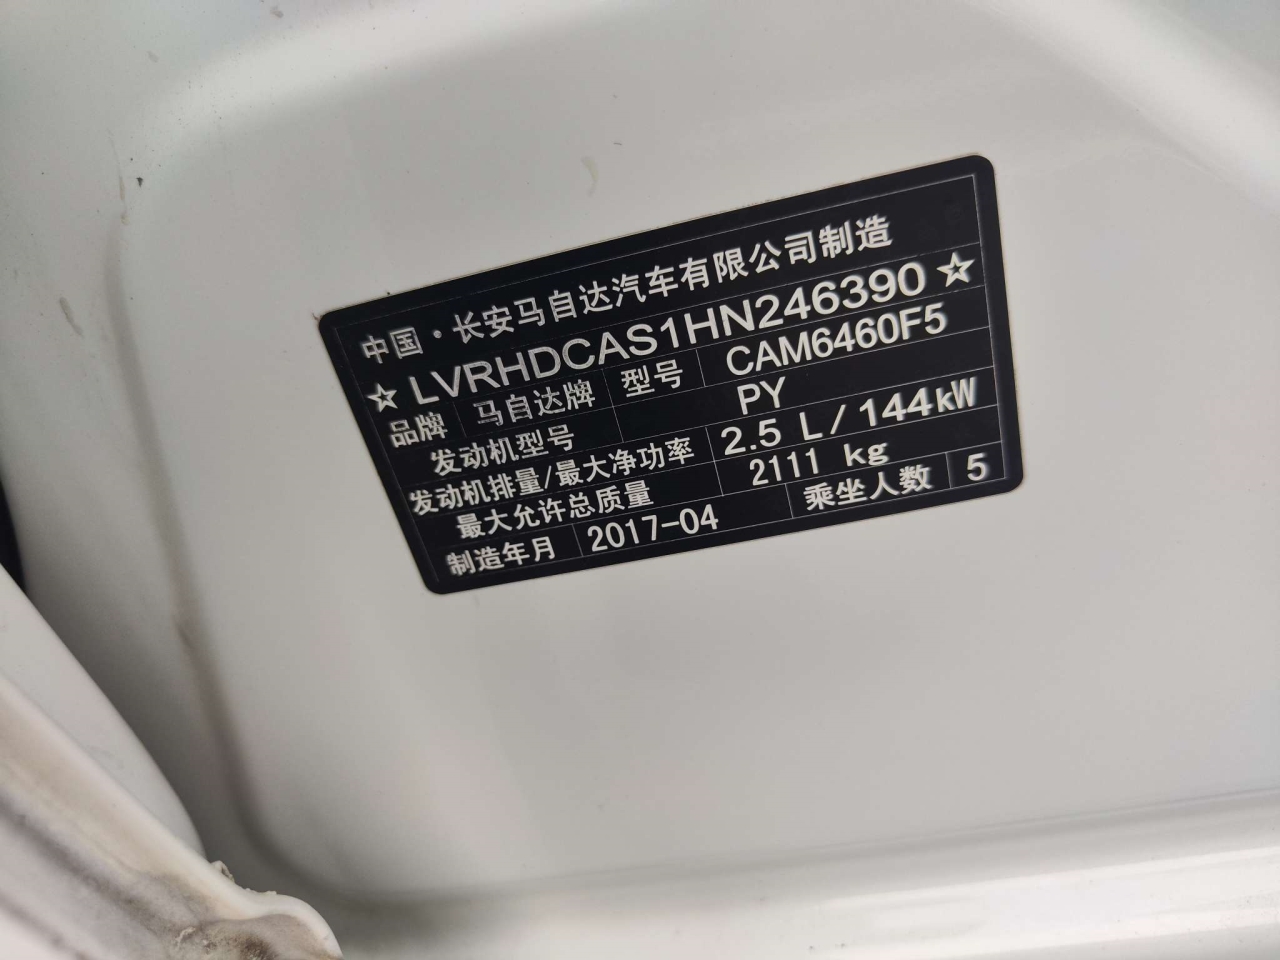 中国·长安马自达汽车有限公司制造
☆LVRHDCAS1HN246390☆
品牌 马自达牌 型号 CAM6460F5
发动机型号 PY
发动机排量/最大净功率 2.5 L/144kW
最大允许总质量 2111 kg
制造年月 2017-04 乘坐人数 5